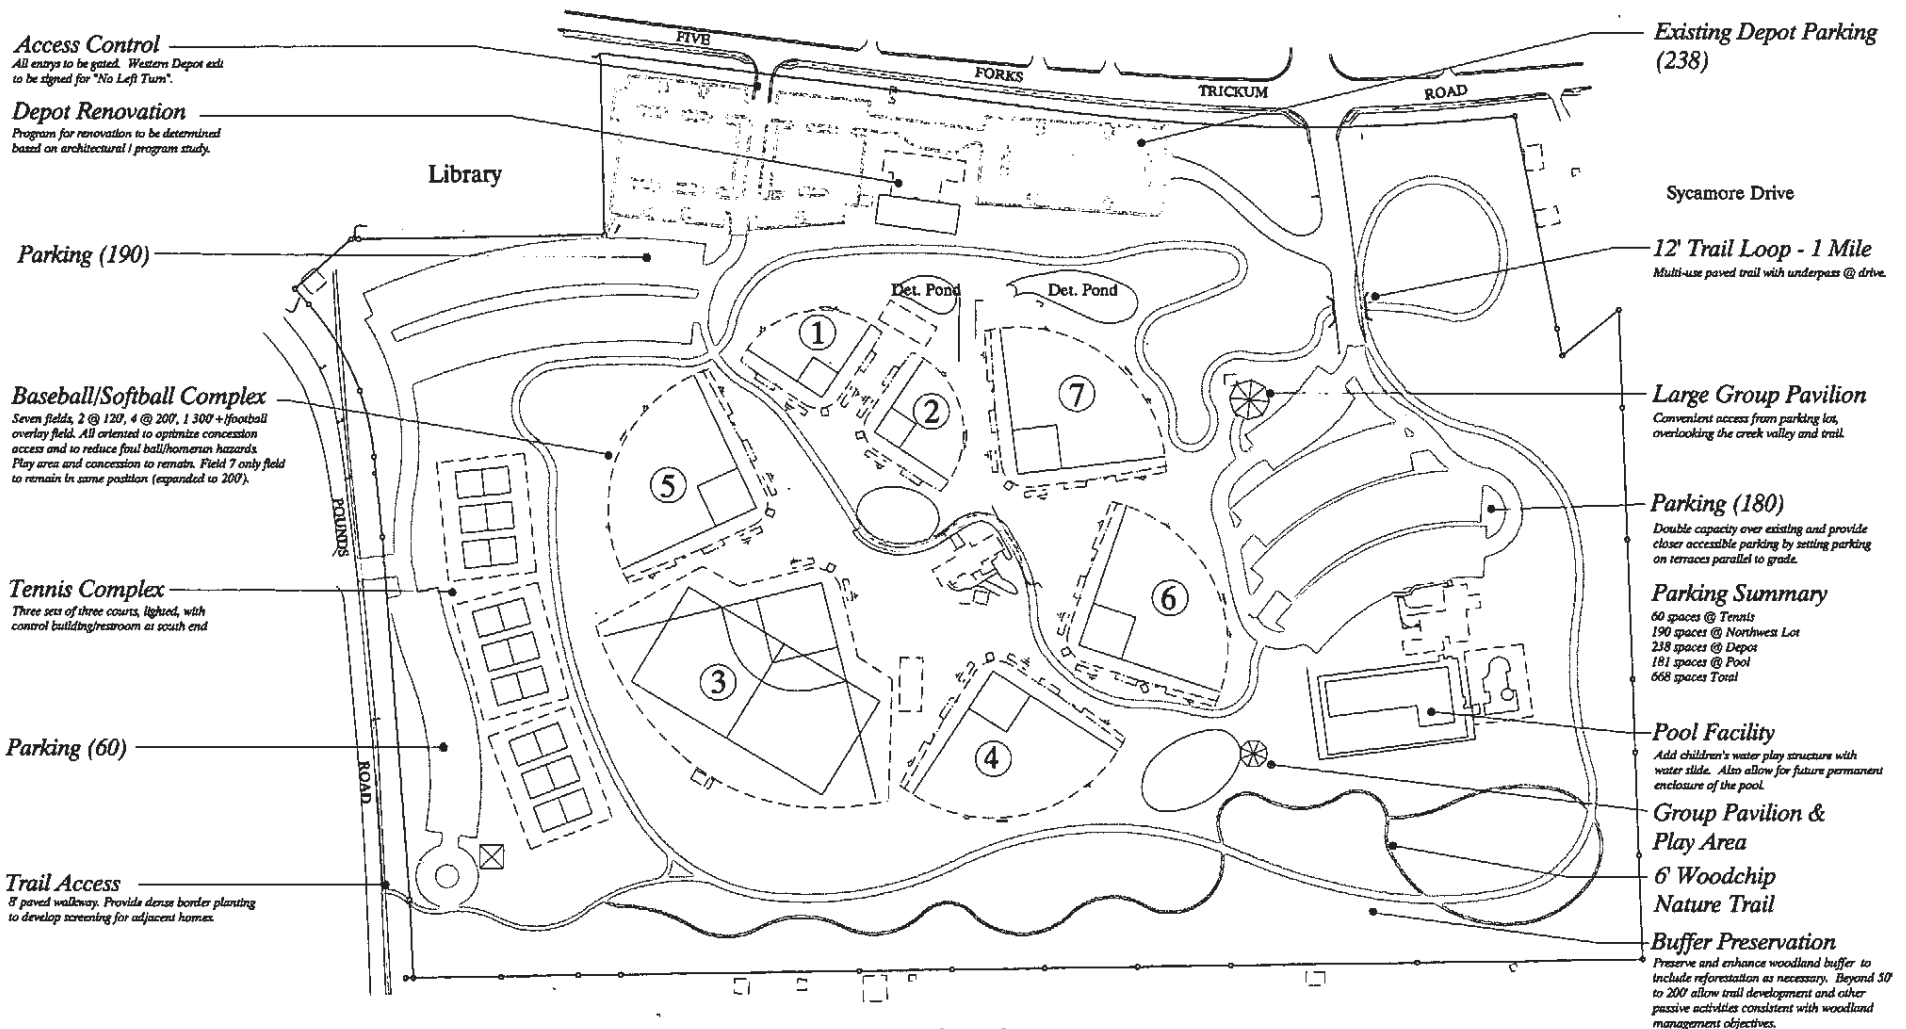 Access Control
All entrys to be gated. Western Depot exit
to be signed for "No Left Turn".
Depot Renovation
Program for renovation to be determined
based on architectural / program study.
Library
Parking (190)
Baseball/Softball Complex
Seven fields, 2 @ 120', 4 @ 200', 1 300'+/football
overlay field. All oriented to optimize concession
access and to reduce foul ball/homerun hazards.
Play area and concession to remain. Field 7 only field
to remain in same position (expanded to 200').
Tennis Complex
Three sets of three courts, lighted, with
control building/restroom at south end
Parking (60)
Trail Access
8' paved walkway. Provide dense border planting
to develop screening for adjacent homes.
FIVE
FORKS
TRICKUM
ROAD
POUNDS
ROAD
Det. Pond
Det. Pond
1
2
7
5
6
3
4
Existing Depot Parking
(238)
Sycamore Drive
12' Trail Loop - 1 Mile
Multi-use paved trail with underpass @ drive.
Large Group Pavilion
Convenient access from parking lot,
overlooking the creek valley and trail.
Parking (180)
Double capacity over existing and provide
closer accessible parking by setting parking
on terraces parallel to grade.
Parking Summary
60 spaces @ Tennis
190 spaces @ Northwest Lot
238 spaces @ Depot
181 spaces @ Pool
668 spaces Total
Pool Facility
Add children's water play structure with
water slide. Also allow for future permanent
enclosure of the pool.
Group Pavilion &
Play Area
6' Woodchip
Nature Trail
Buffer Preservation
Preserve and enhance woodland buffer to
include reforestation as necessary. Beyond 50'
to 200' allow trail development and other
passive activities consistent with woodland
management objectives.